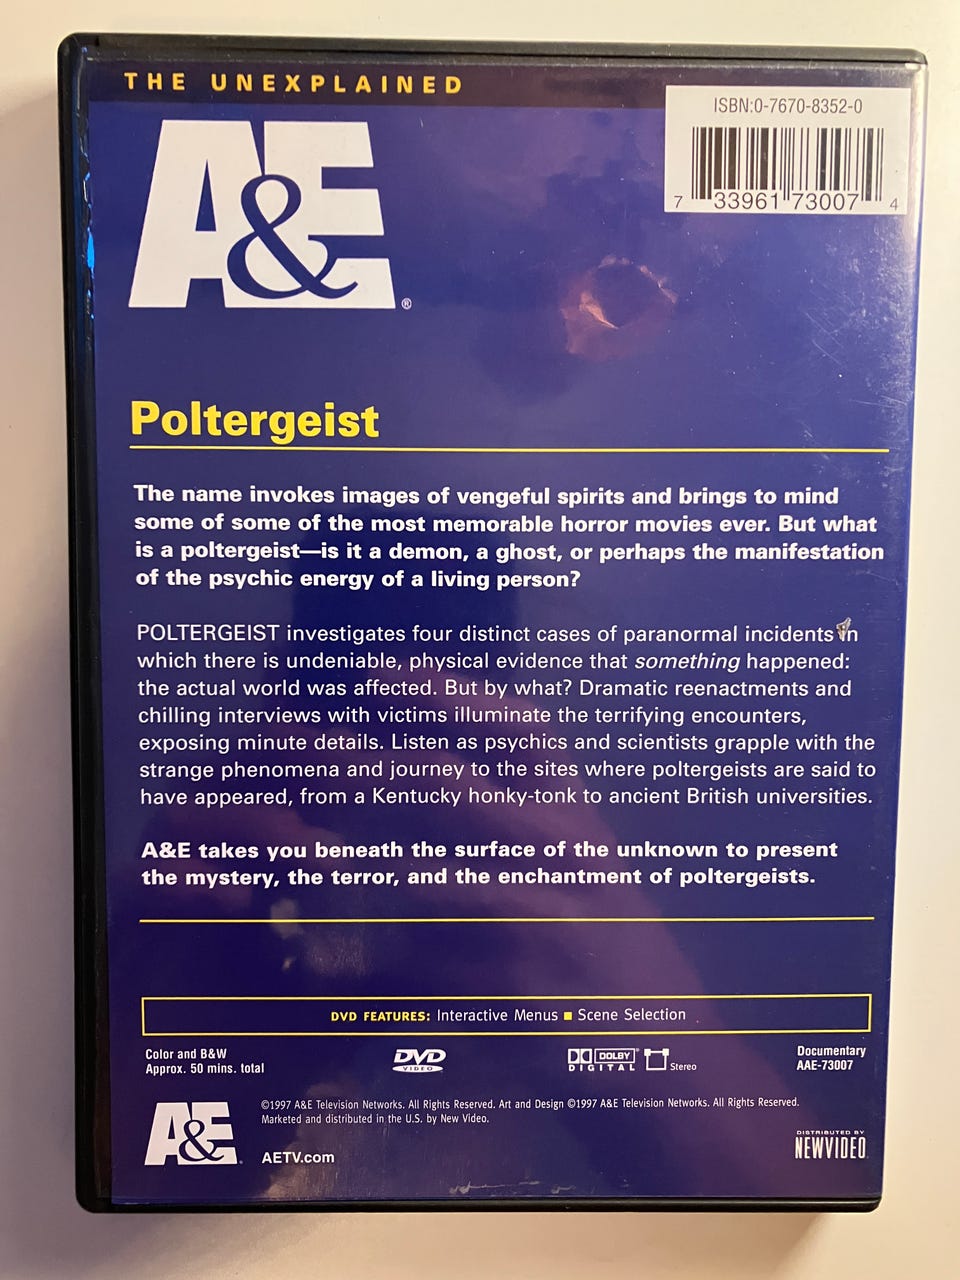 THE UNEXPLAINED
ISBN:0-7670-8352-0
7 33961 73007 4
A&E®
Poltergeist
The name invokes images of vengeful spirits and brings to mind
some of some of the most memorable horror movies ever. But what
is a poltergeist—is it a demon, a ghost, or perhaps the manifestation
of the psychic energy of a living person?
POLTERGEIST investigates four distinct cases of paranormal incidents in
which there is undeniable, physical evidence that something happened:
the actual world was affected. But by what? Dramatic reenactments and
chilling interviews with victims illuminate the terrifying encounters,
exposing minute details. Listen as psychics and scientists grapple with the
strange phenomena and journey to the sites where poltergeists are said to
have appeared, from a Kentucky honky-tonk to ancient British universities.
A&E takes you beneath the surface of the unknown to present
the mystery, the terror, and the enchantment of poltergeists.
DVD FEATURES: Interactive Menus ■ Scene Selection
Color and B&W
Approx. 50 mins. total
DVD
VIDEO
DOLBY
DIGITAL
Stereo
Documentary
AAE-73007
A&E
©1997 A&E Television Networks. All Rights Reserved. Art and Design ©1997 A&E Television Networks. All Rights Reserved.
Marketed and distributed in the U.S. by New Video.
AETV.com
DISTRIBUTED BY
NEWVIDEO